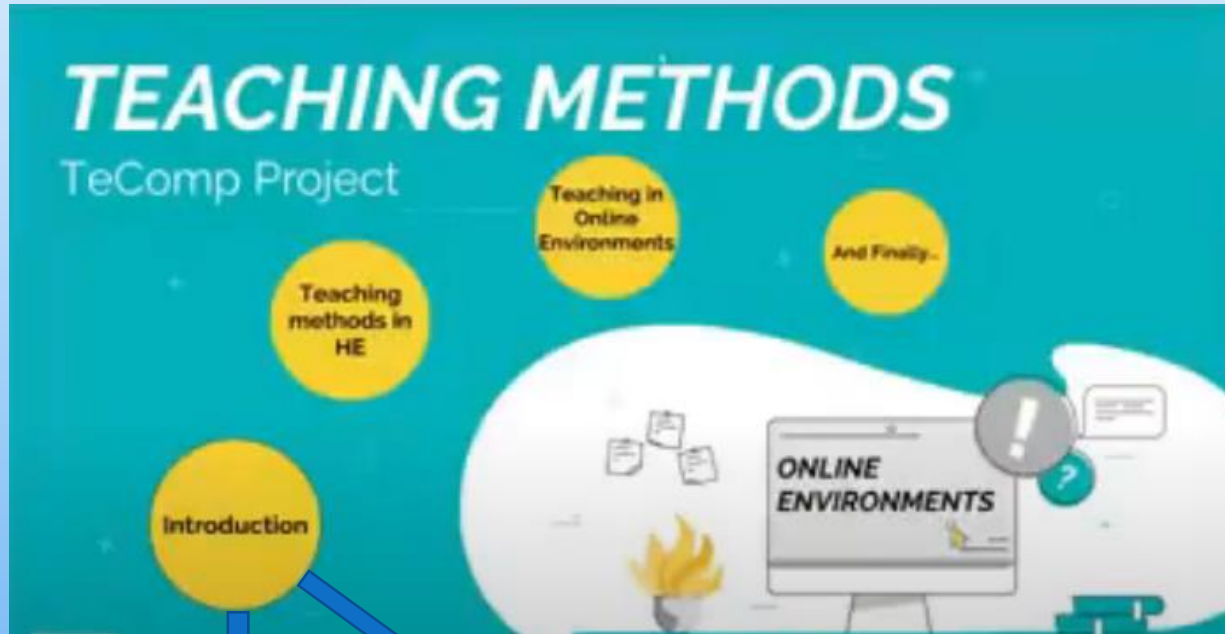 TEACHING METHODS
TeComp Project
Teaching in
Online
Environments
And Finally...
Teaching
methods in
HE
Introduction
ONLINE
ENVIRONMENTS
!
?